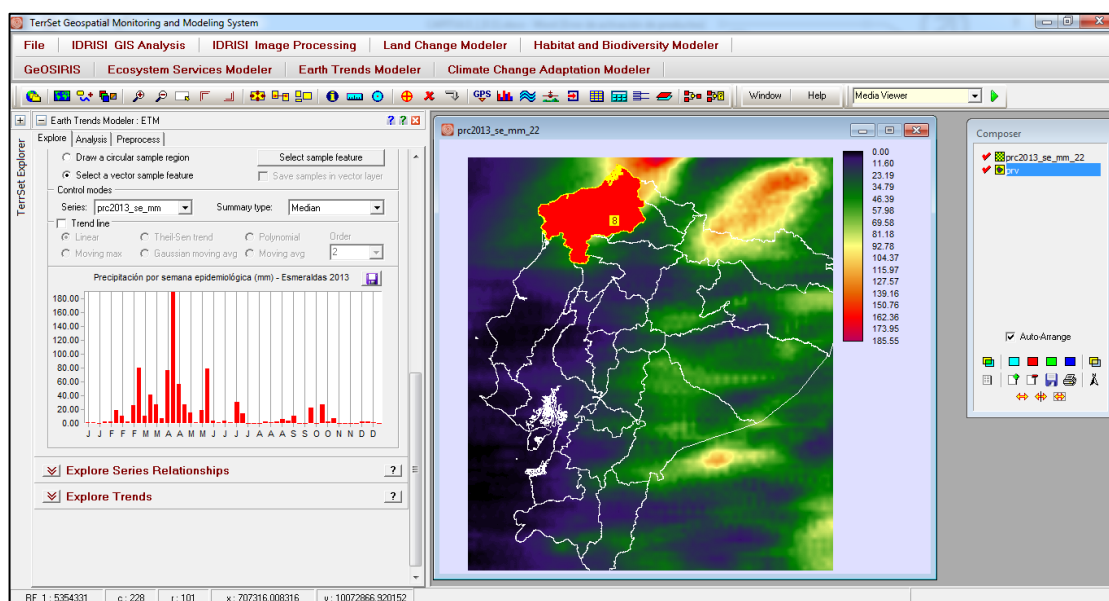 TerrSet Geospatial Monitoring and Modeling System
File | IDRISI GIS Analysis | IDRISI Image Processing | Land Change Modeler | Habitat and Biodiversity Modeler |
GeOSIRIS | Ecosystem Services Modeler | Earth Trends Modeler | Climate Change Adaptation Modeler |
GPS Window Help Media Viewer
TerrSet Explorer
Earth Trends Modeler : ETM
Explore Analysis Preprocess
Draw a circular sample region Select sample feature
Select a vector sample feature Save samples in vector layer
Control modes
Series: prc2013_se_mm Summary type: Median
Trend line
Linear Theil-Sen trend Polynomial Order
Moving max Gaussian moving avg Moving avg 2
Precipitación por semana epidemiológica (mm) - Esmeraldas 2013
180.00
160.00
140.00
120.00
100.00
80.00
60.00
40.00
20.00
0.00
J J F F M M A A M J J J A A S S O O N N D D
Explore Series Relationships ?
Explore Trends ?
prc2013_se_mm_22
8
0.00
11.60
23.19
34.79
46.39
57.98
69.58
81.18
92.78
104.37
115.97
127.57
139.16
150.76
162.36
173.95
185.55
Composer
prc2013_se_mm_22
prv
Auto-Arrange
RF 1 : 5354331 c : 228 r : 101 x : 707316.008316 y : 10072866.920152